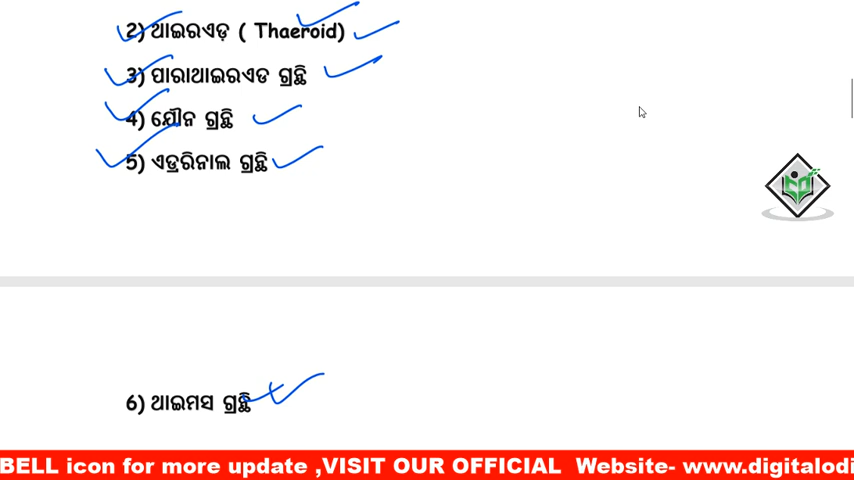 2) ଥାଇରଏଡ଼ ( Thaeroid)
3) ପାରାଥାଇରଏଡ ଗ୍ରନ୍ଥି
4) ଯୌନ ଗ୍ରନ୍ଥି
5) ଏଡ୍ରିନାଲ ଗ୍ରନ୍ଥି
6) ଥାଇମସ ଗ୍ରନ୍ଥି
BELL icon for more update ,VISIT OUR OFFICIAL Website- www.digitalodi